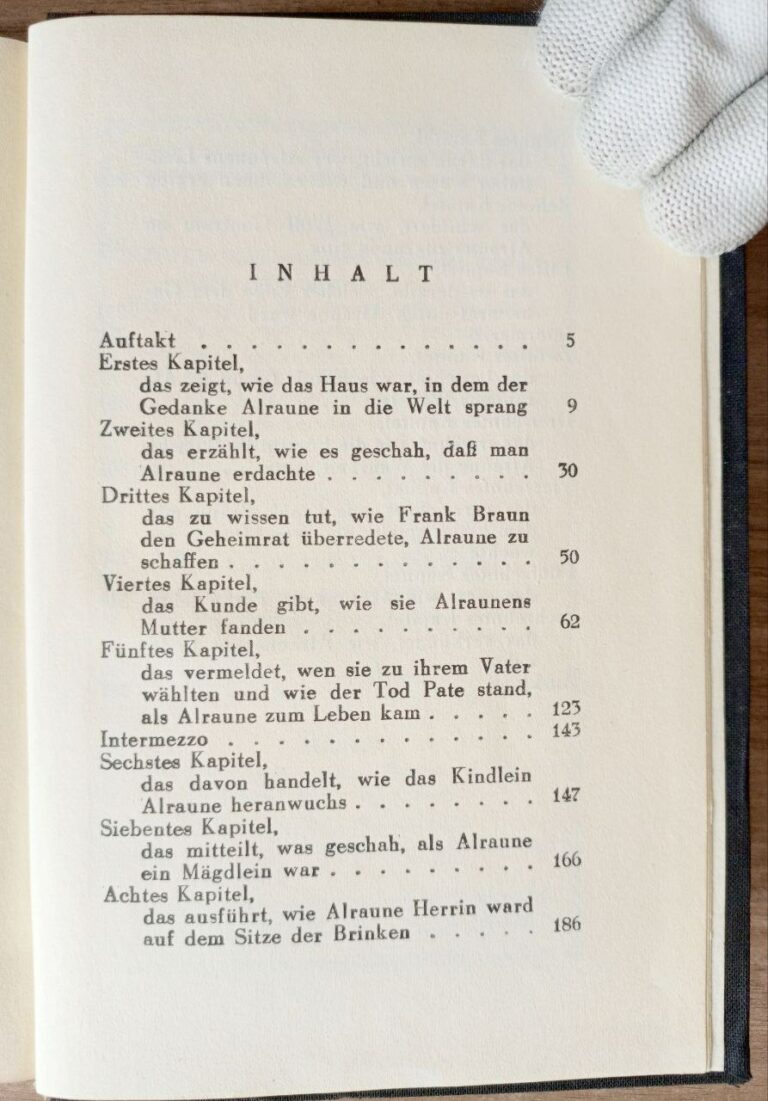 INHALT
Auftakt . . . . . . . . . . . . . . 5
Erstes Kapitel,
das zeigt, wie das Haus war, in dem der
Gedanke Alraune in die Welt sprang 9
Zweites Kapitel,
das erzählt, wie es geschah, daß man
Alraune erdachte . . . . . . . . . 30
Drittes Kapitel,
das zu wissen tut, wie Frank Braun
den Geheimrat überredete, Alraune zu
schaffen . . . . . . . . . . . . . 50
Viertes Kapitel,
das Kunde gibt, wie sie Alraunens
Mutter fanden . . . . . . . . . . 62
Fünftes Kapitel,
das vermeldet, wen sie zu ihrem Vater
wählten und wie der Tod Pate stand,
als Alraune zum Leben kam . . . . . 123
Intermezzo . . . . . . . . . . . . . 143
Sechstes Kapitel,
das davon handelt, wie das Kindlein
Alraune heranwuchs . . . . . . . . 147
Siebentes Kapitel,
das mitteilt, was geschah, als Alraune
ein Mägdlein war . . . . . . . . . 166
Achtes Kapitel,
das ausführt, wie Alraune Herrin ward
auf dem Sitze der Brinken . . . . . 186